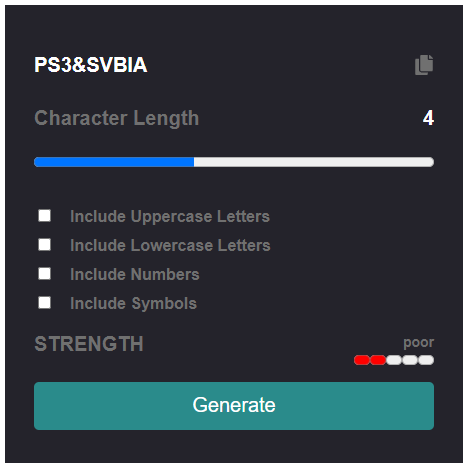 PS3&SVBIA
Character Length 4
Include Uppercase Letters
Include Lowercase Letters
Include Numbers
Include Symbols
STRENGTH poor
Generate